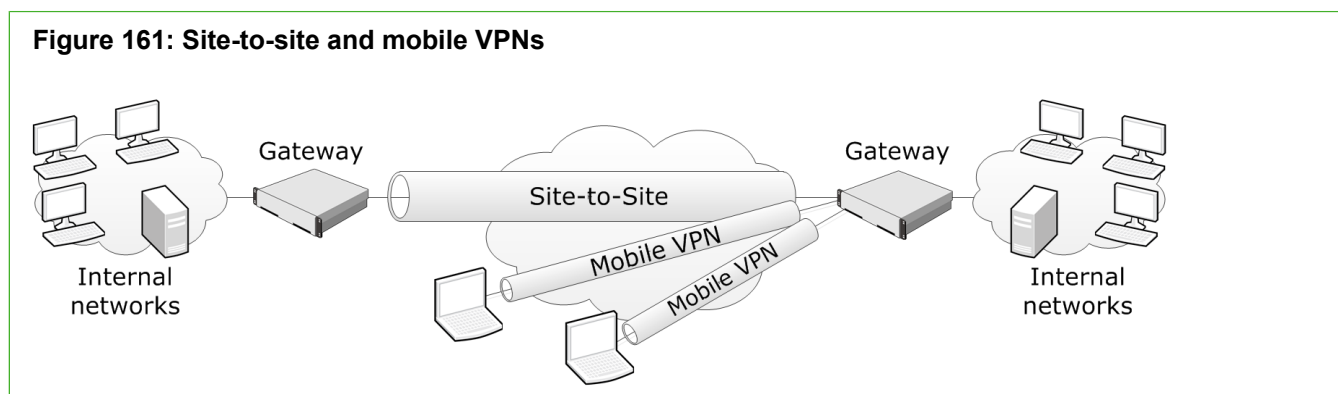 Figure 161: Site-to-site and mobile VPNs
Gateway
Gateway
Site-to-Site
Mobile VPN
Mobile VPN
Internal
networks
Internal
networks